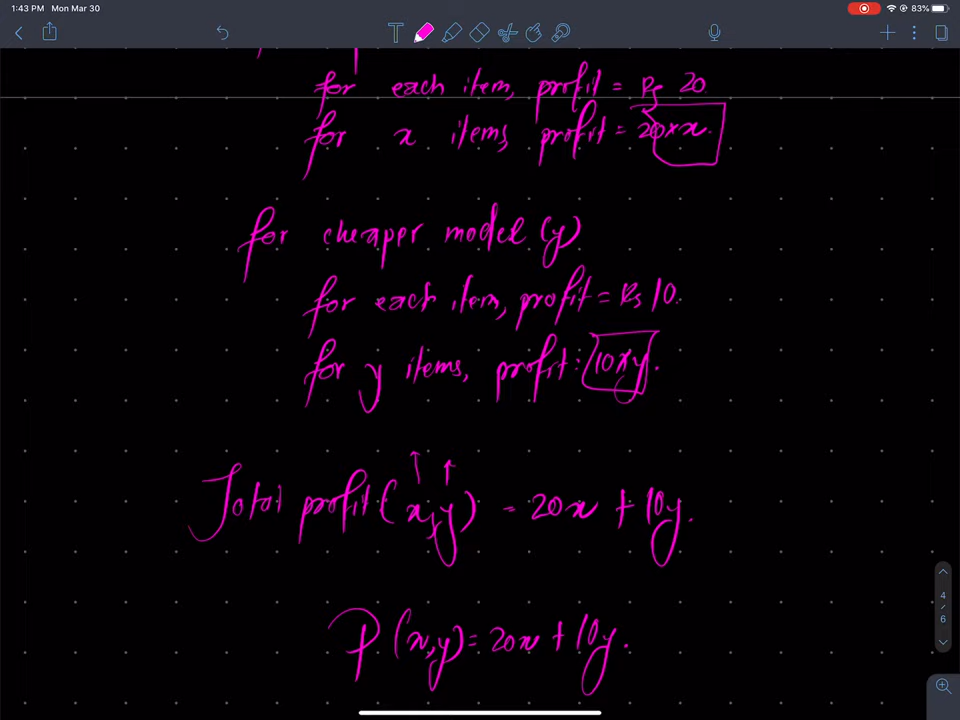 1:43 PM Mon Mar 30
83%
for each item, profit = Rs 20
for x items, profit = 20×x.
for cheaper model (y)
for each item, profit = Rs 10.
for y items, profit: 10×y.
Total profit (x,y) = 20x + 10y.
P (x,y) = 20x + 10y.
4
/
6